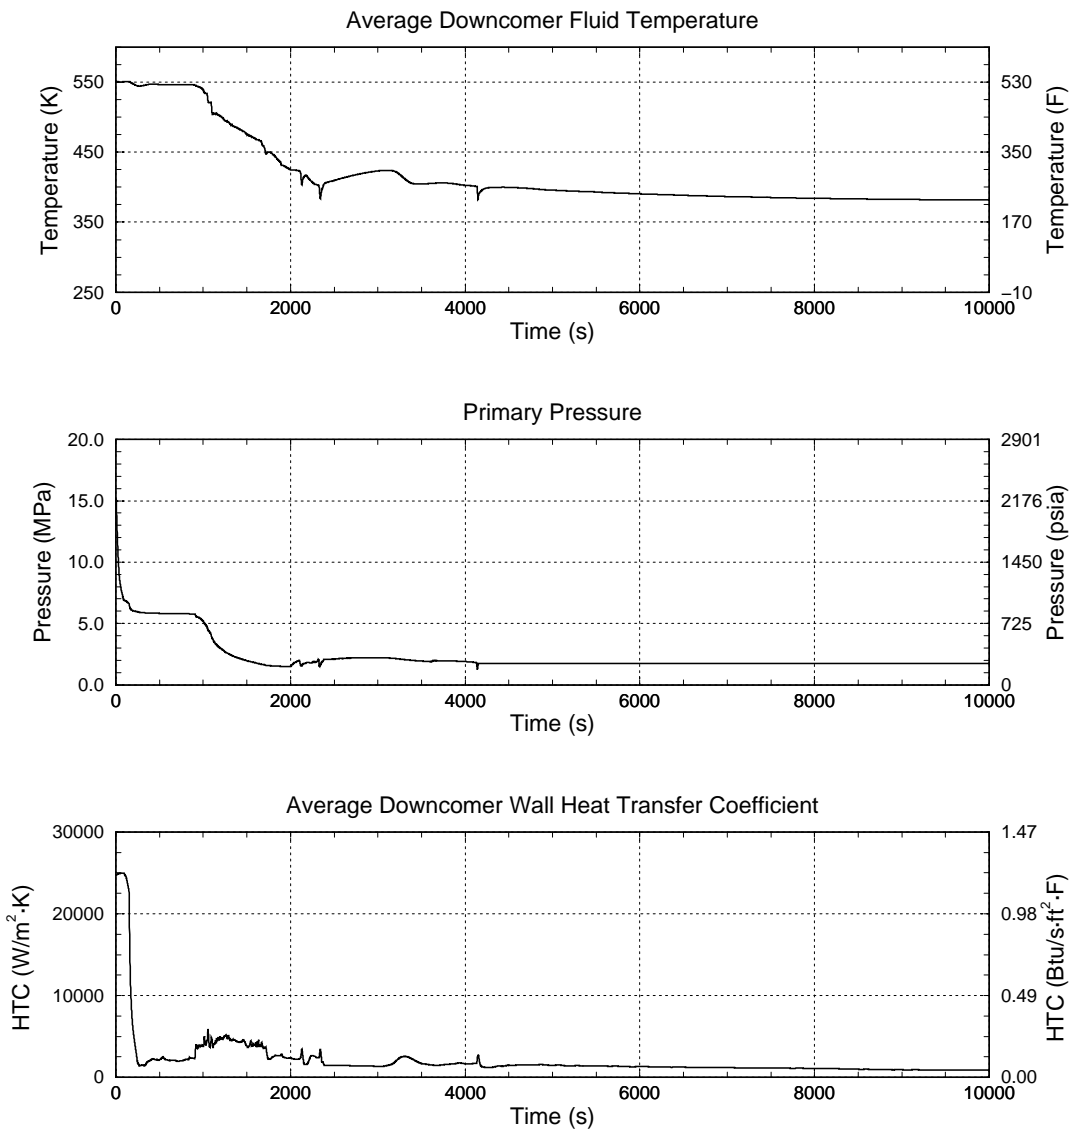 Average Downcomer Fluid Temperature
550
450
350
250
Temperature (K)
530
350
170
−10
Temperature (F)
0 2000 4000 6000 8000 10000
Time (s)
Primary Pressure
20.0
15.0
10.0
5.0
0.0
Pressure (MPa)
2901
2176
1450
725
0
Pressure (psia)
0 2000 4000 6000 8000 10000
Time (s)
Average Downcomer Wall Heat Transfer Coefficient
30000
20000
10000
0
HTC (W/m²·K)
1.47
0.98
0.49
0.00
HTC (Btu/s·ft²·F)
0 2000 4000 6000 8000 10000
Time (s)